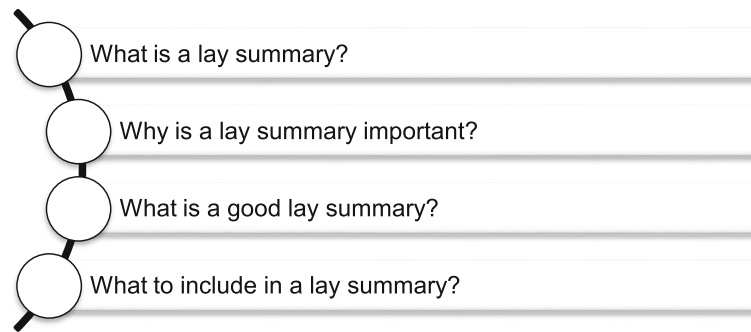 What is a lay summary?
Why is a lay summary important?
What is a good lay summary?
What to include in a lay summary?